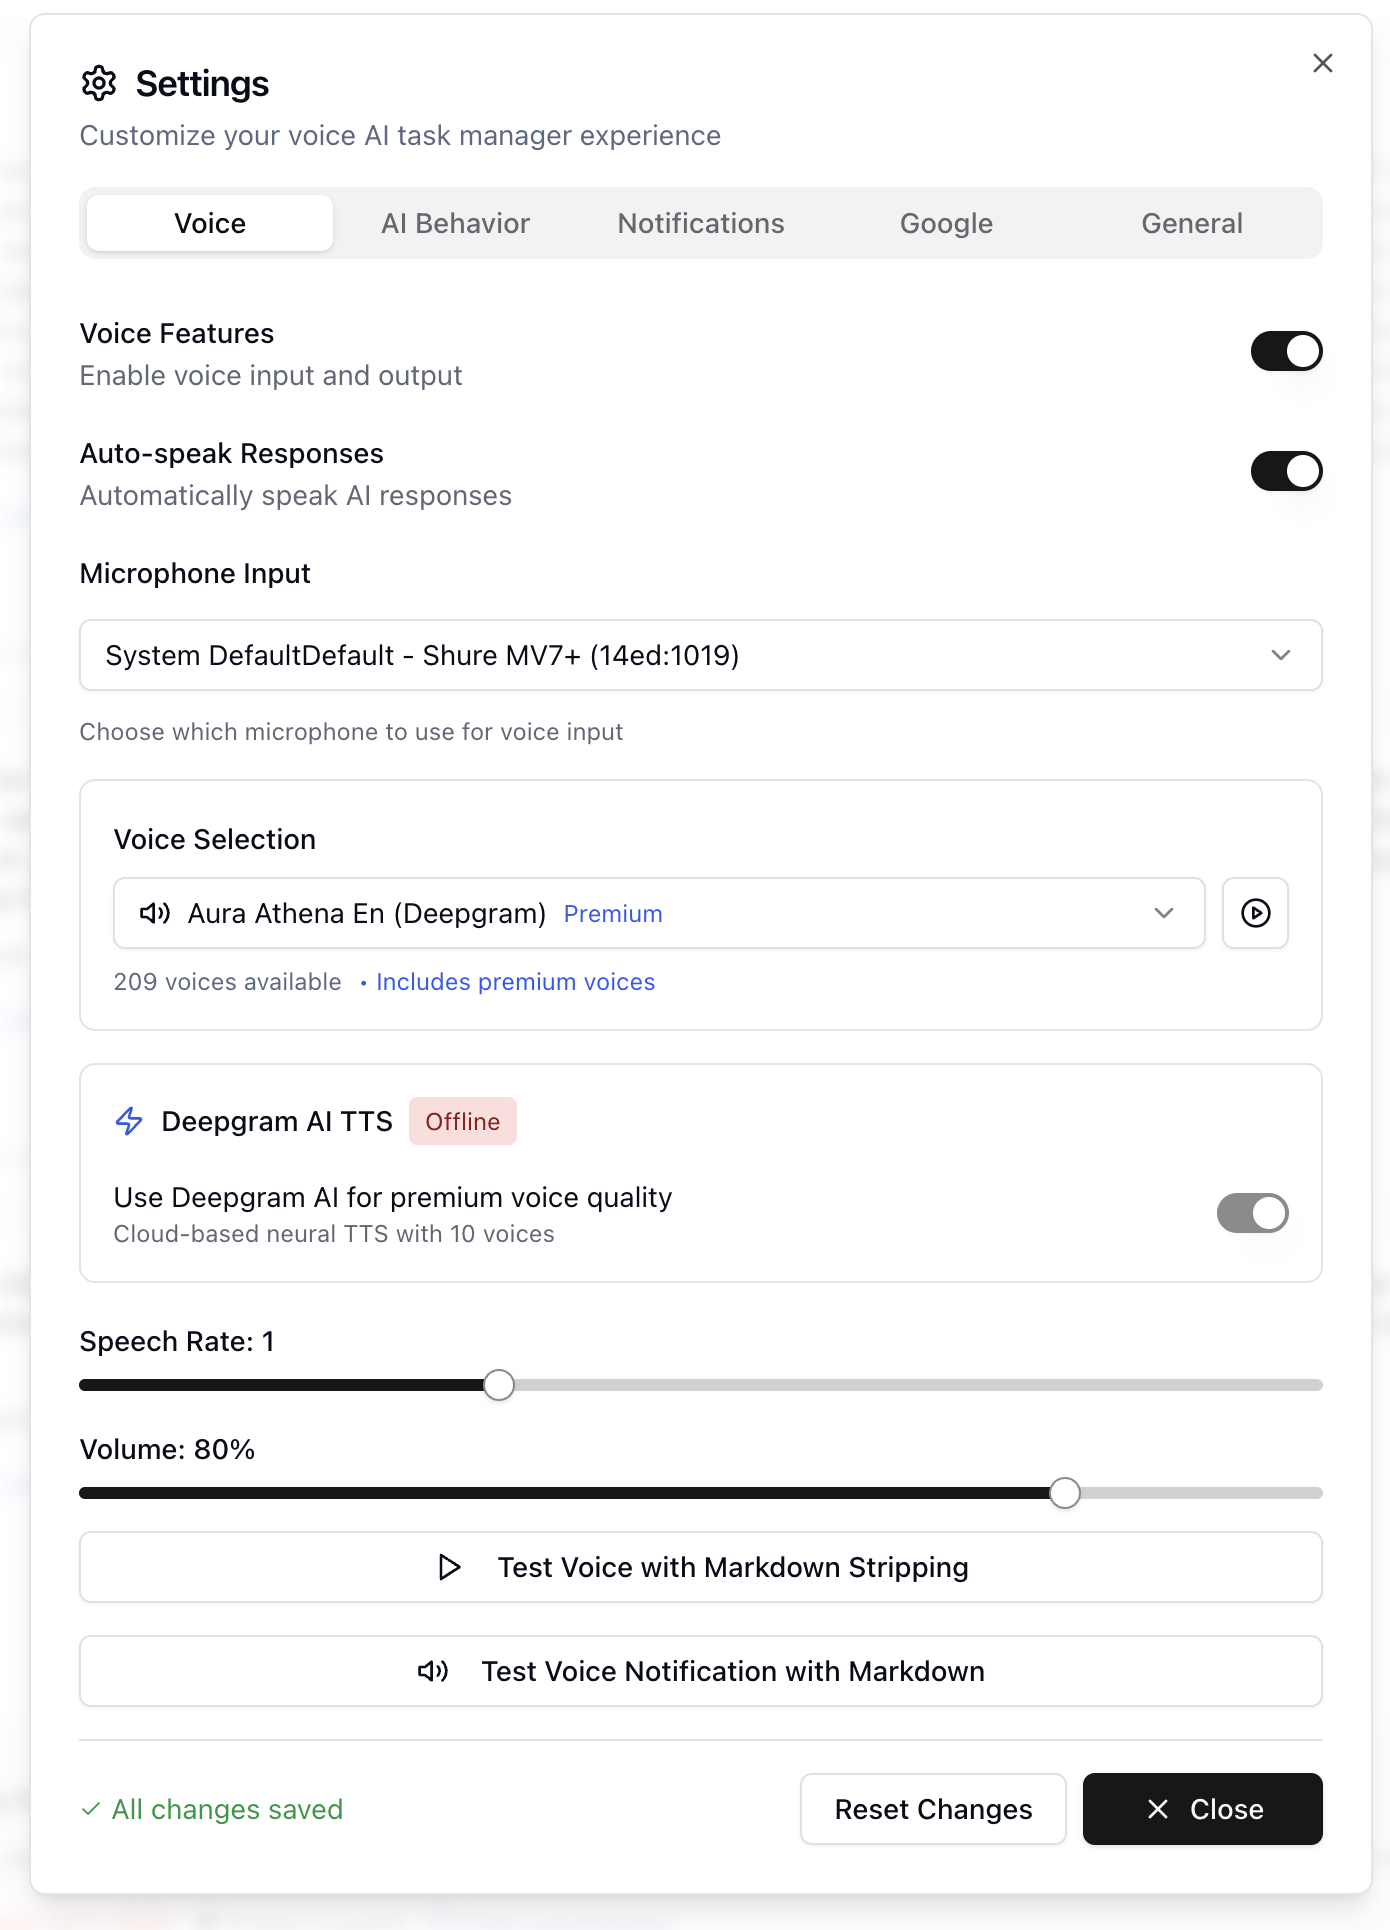 Settings
Customize your voice AI task manager experience
Voice
AI Behavior
Notifications
Google
General
Voice Features
Enable voice input and output
Auto-speak Responses
Automatically speak AI responses
Microphone Input
System DefaultDefault - Shure MV7+ (14ed:1019)
Choose which microphone to use for voice input
Voice Selection
Aura Athena En (Deepgram) Premium
209 voices available • Includes premium voices
Deepgram AI TTS Offline
Use Deepgram AI for premium voice quality
Cloud-based neural TTS with 10 voices
Speech Rate: 1
Volume: 80%
Test Voice with Markdown Stripping
Test Voice Notification with Markdown
All changes saved
Reset Changes
Close